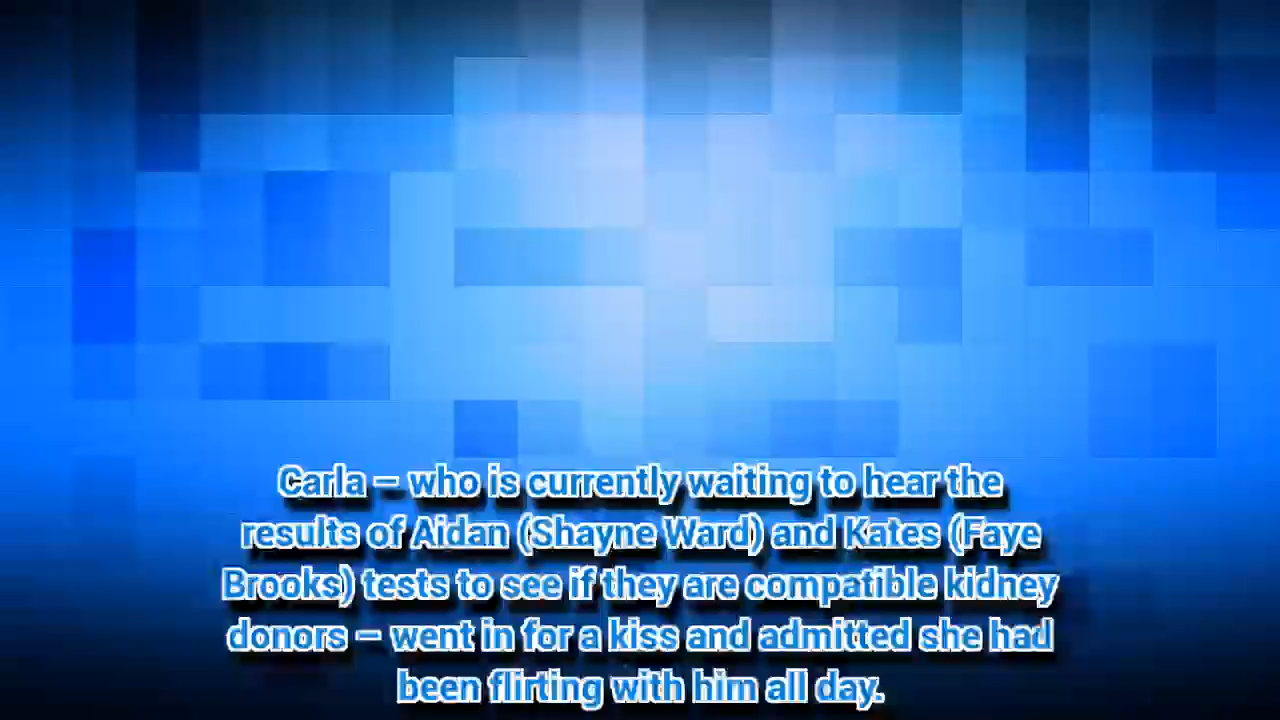 Carla – who is currently waiting to hear the
results of Aidan (Shayne Ward) and Kates (Faye
Brooks) tests to see if they are compatible kidney
donors – went in for a kiss and admitted she had
been flirting with him all day.